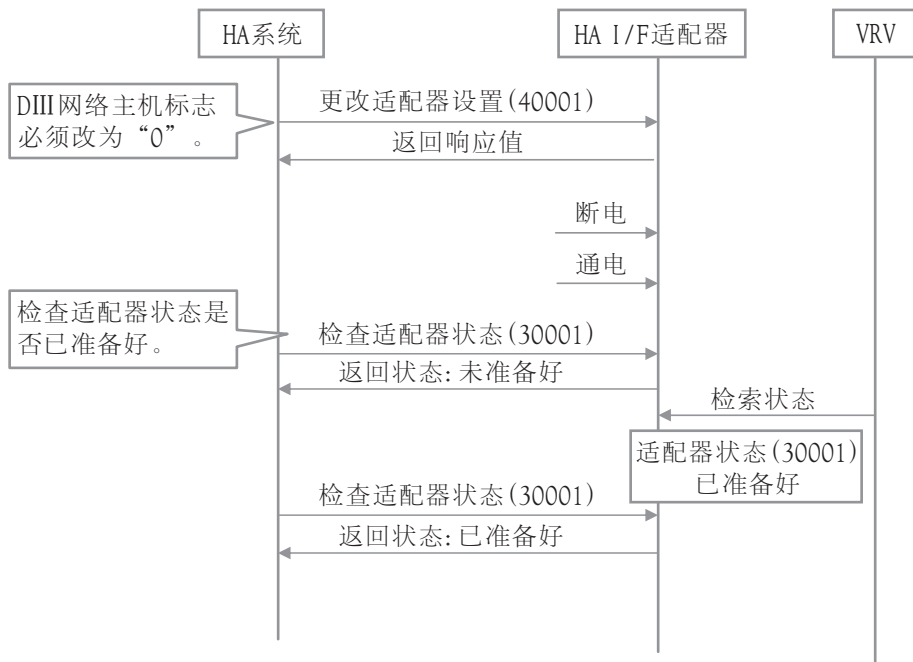 HA系统
HA I/F适配器
VRV
DIII网络主机标志
必须改为“0”。
更改适配器设置(40001)
返回响应值
断电
通电
检查适配器状态是
否已准备好。
检查适配器状态(30001)
返回状态:未准备好
检索状态
适配器状态(30001)
已准备好
检查适配器状态(30001)
返回状态:已准备好